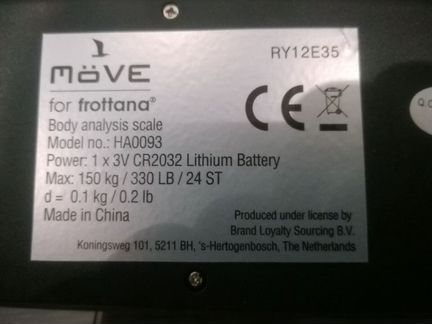 RY12E35
MöVE
for frottana®
Body analysis scale
Model no.: HA0093
Power: 1 x 3V CR2032 Lithium Battery
Max: 150 kg / 330 LB / 24 ST
d = 0.1 kg / 0.2 lb
Made in China
CE
Produced under license by
Brand Loyalty Sourcing B.V.
Koningsweg 101, 5211 BH, 's-Hertogenbosch, The Netherlands